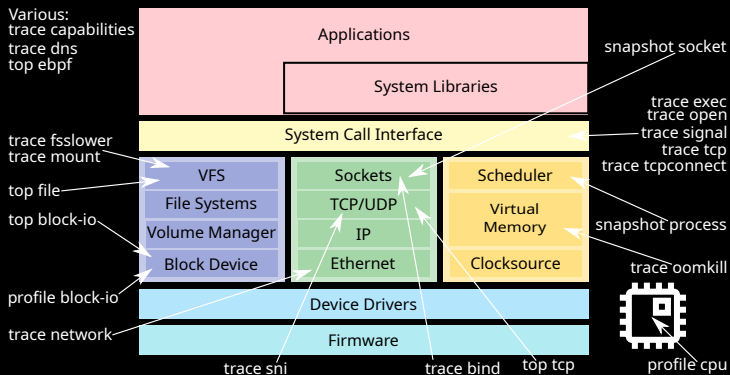 Various:
trace capabilities
trace dns
top ebpf
Applications
System Libraries
snapshot socket
System Call Interface
trace exec
trace open
trace signal
trace tcp
trace tcpconnect
trace fsslower
trace mount
top file
top block-io
profile block-io
trace network
VFS
File Systems
Volume Manager
Block Device
Sockets
TCP/UDP
IP
Ethernet
Scheduler
Virtual
Memory
Clocksource
snapshot process
trace oomkill
Device Drivers
Firmware
trace sni
trace bind
top tcp
profile cpu